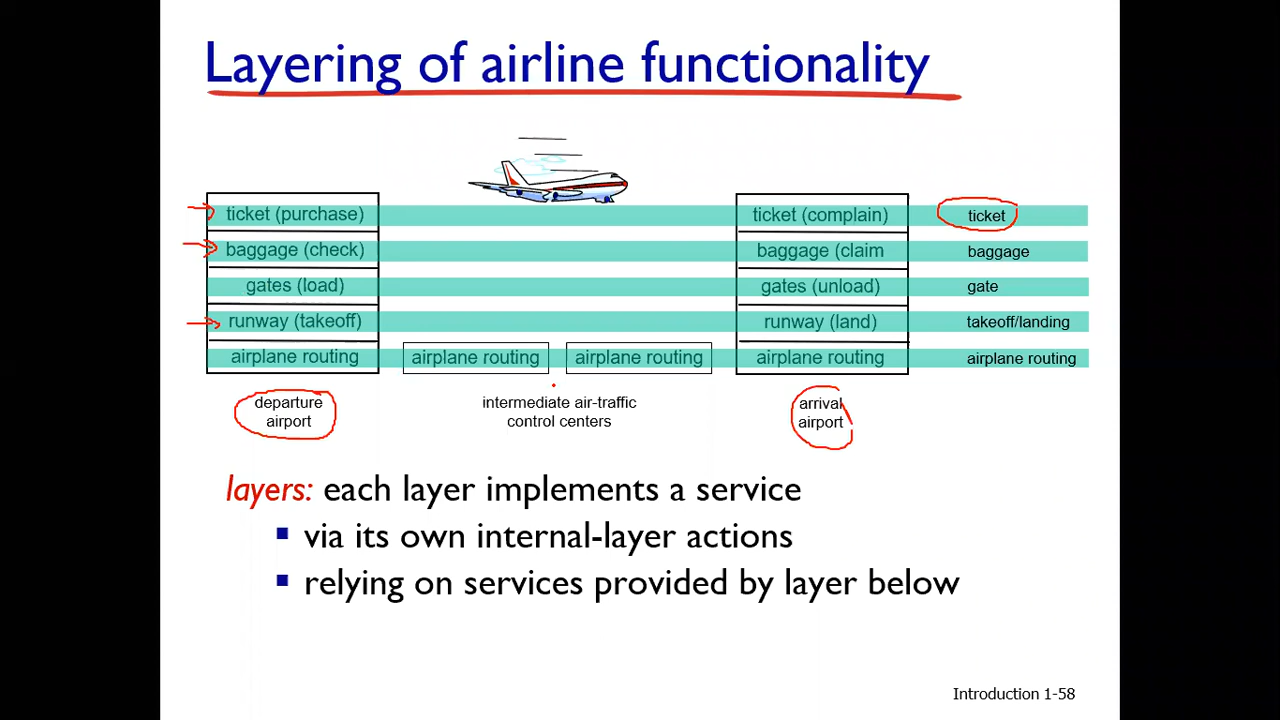 Layering of airline functionality
ticket (purchase) ticket (complain) ticket
baggage (check) baggage (claim baggage
gates (load) gates (unload) gate
runway (takeoff) runway (land) takeoff/landing
airplane routing airplane routing airplane routing airplane routing airplane routing
departure
airport
intermediate air-traffic
control centers
arrival
airport
layers: each layer implements a service
▪ via its own internal-layer actions
▪ relying on services provided by layer below
Introduction 1-58